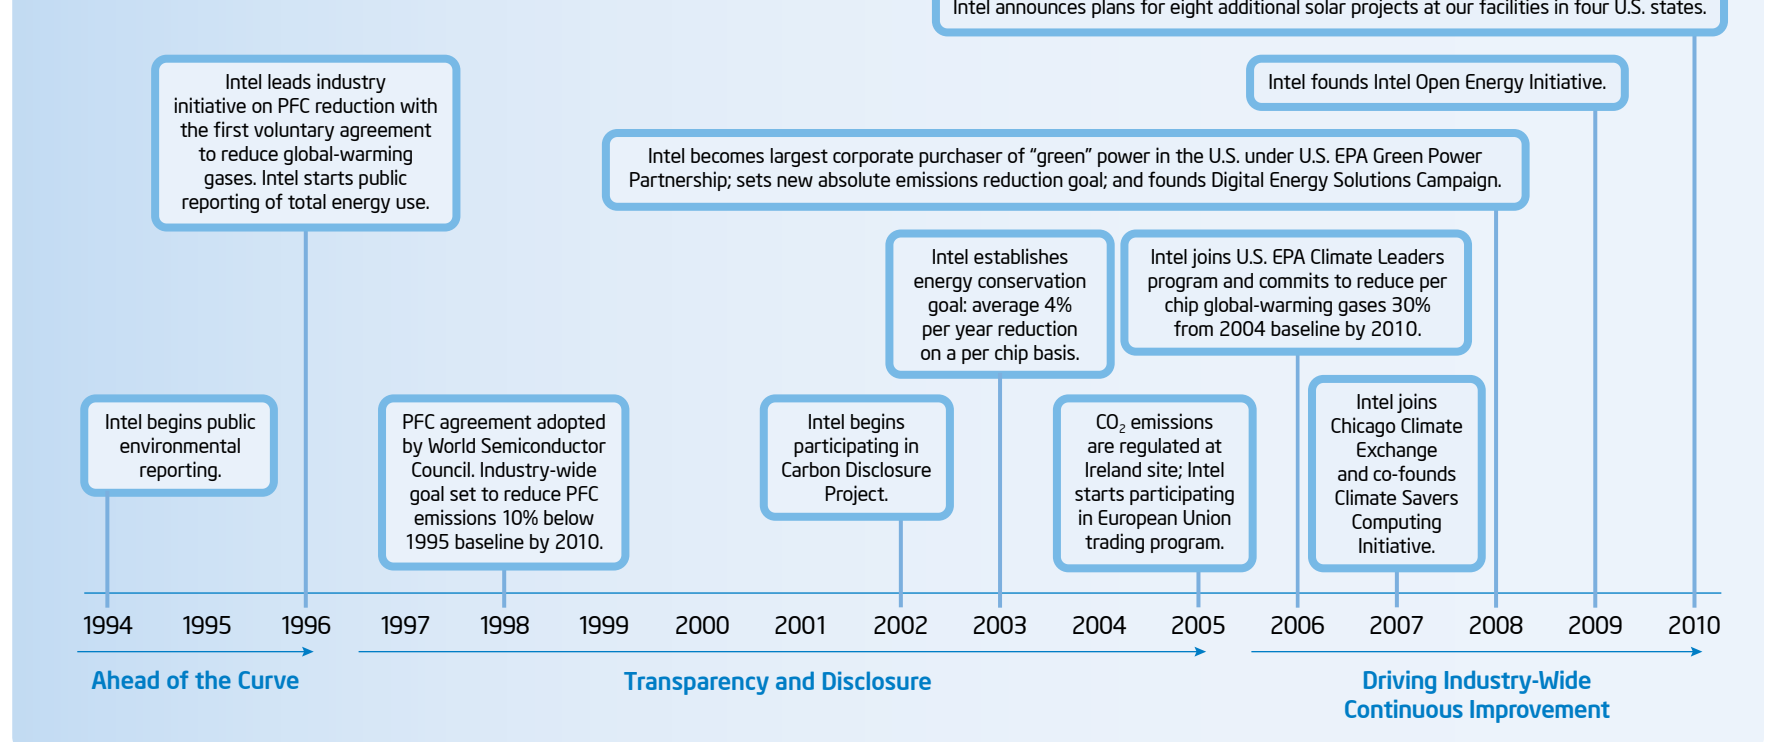 Intel announces plans for eight additional solar projects at our facilities in four U.S. states.
Intel leads industry
initiative on PFC reduction with
the first voluntary agreement
to reduce global-warming
gases. Intel starts public
reporting of total energy use.
Intel founds Intel Open Energy Initiative.
Intel becomes largest corporate purchaser of “green” power in the U.S. under U.S. EPA Green Power
Partnership; sets new absolute emissions reduction goal; and founds Digital Energy Solutions Campaign.
Intel establishes
energy conservation
goal: average 4%
per year reduction
on a per chip basis.
Intel joins U.S. EPA Climate Leaders
program and commits to reduce per
chip global-warming gases 30%
from 2004 baseline by 2010.
Intel begins public
environmental
reporting.
PFC agreement adopted
by World Semiconductor
Council. Industry-wide
goal set to reduce PFC
emissions 10% below
1995 baseline by 2010.
Intel begins
participating in
Carbon Disclosure
Project.
CO₂ emissions
are regulated at
Ireland site; Intel
starts participating
in European Union
trading program.
Intel joins
Chicago Climate
Exchange
and co-founds
Climate Savers
Computing
Initiative.
1994 1995 1996 1997 1998 1999 2000 2001 2002 2003 2004 2005 2006 2007 2008 2009 2010
Ahead of the Curve
Transparency and Disclosure
Driving Industry-Wide
Continuous Improvement